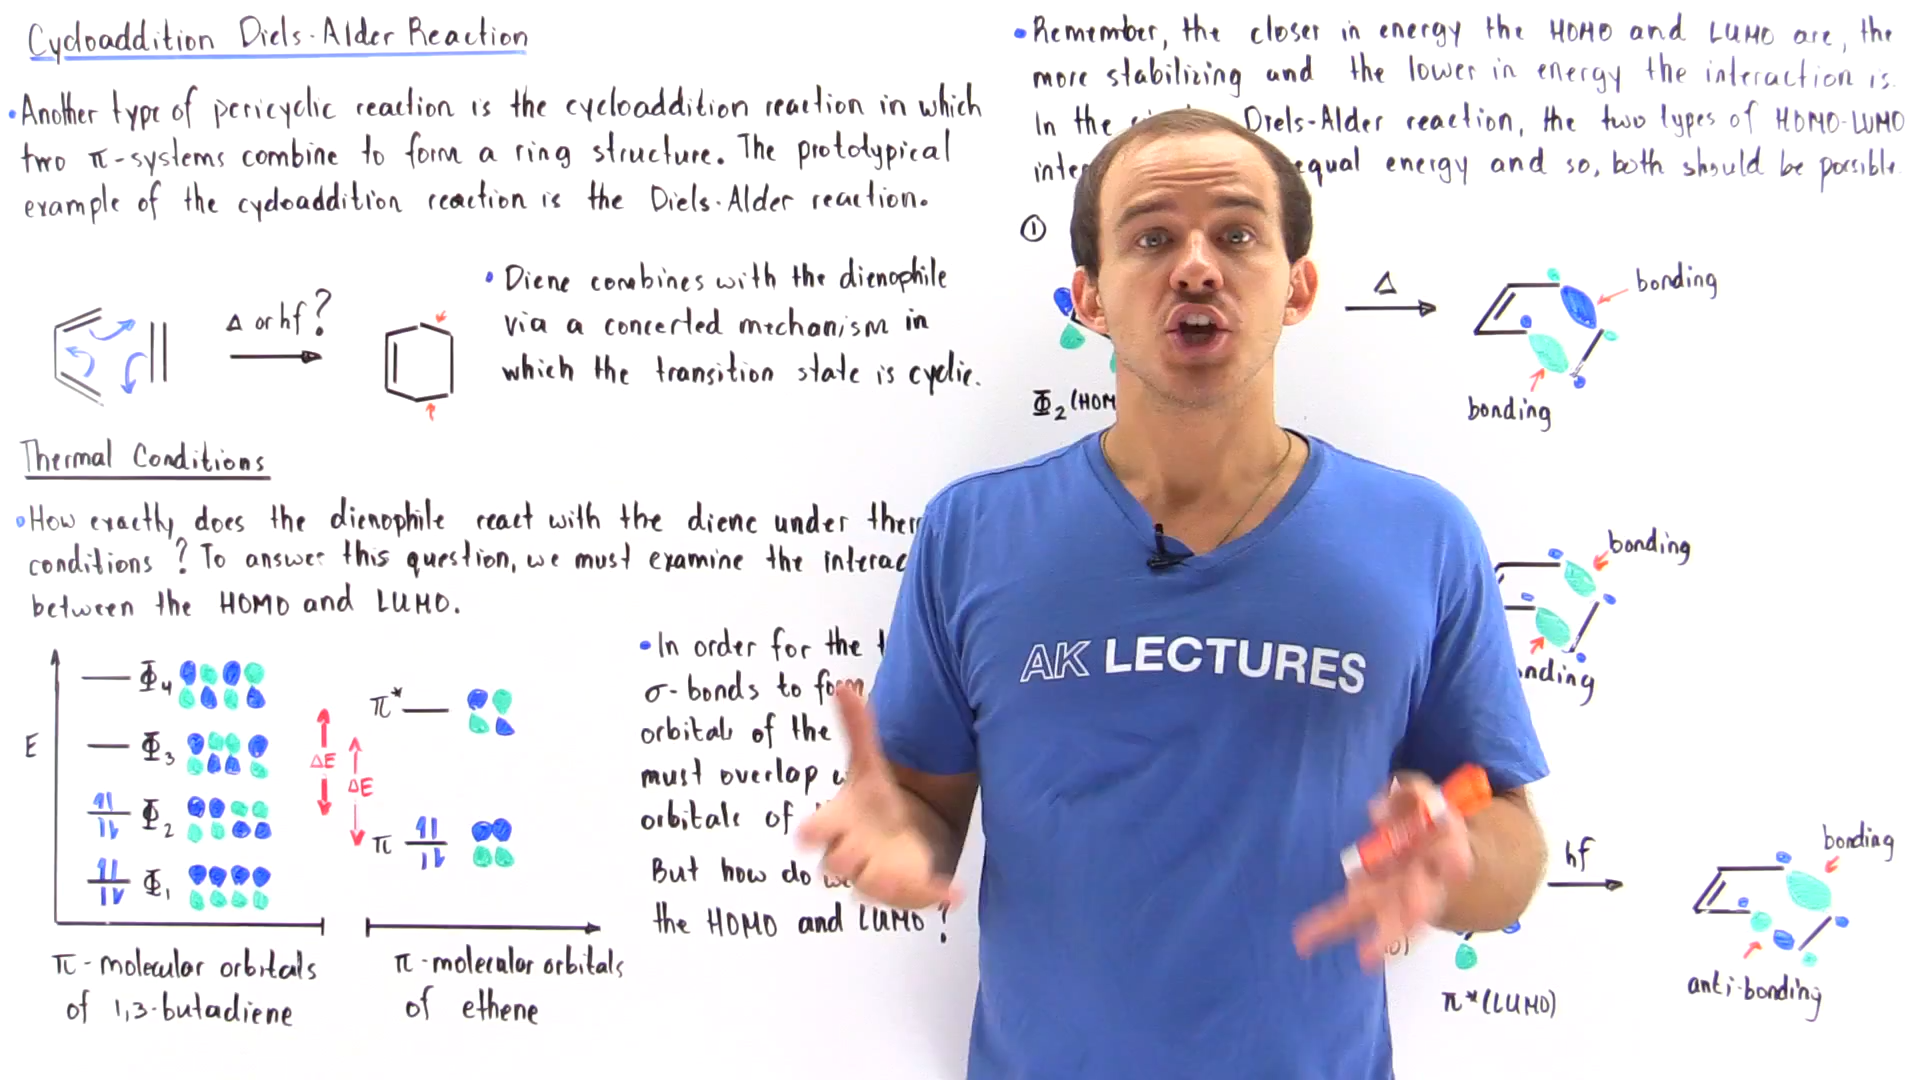 Cycloaddition Diels-Alder Reaction
• Another type of pericyclic reaction is the cycloaddition reaction in which
two π-systems combine to form a ring structure. The prototypical
example of the cycloaddition reaction is the Diels-Alder reaction.
Δ or hf?
• Diene combines with the dienophile
via a concerted mechanism in
which the transition state is cyclic.
Thermal Conditions
• How exactly does the dienophile react with the diene under
conditions? To answer this question, we must examine the
between the HOMO and LUMO.
E
Φ4
Φ3
Φ2
Φ1
ΔE
ΔE
π*
π
π-molecular orbitals
of 1,3-butadiene
π-molecular orbitals
of ethene
• In order for the
σ-bonds to
orbitals of the
must overlap
orbitals of
But how do
the HOMO and LUMO?
• Remember, the closer in energy the HOMO and LUMO are, the
more stabilizing and the lower in energy the interaction is.
In the Diels-Alder reaction, the two types of HOMO-LUMO
equal energy and so, both should be possible.
①
Φ2 (HOM
Δ
bonding
bonding
bonding
nding
hf
π*(LUMO)
bonding
anti-bonding
AK LECTURES